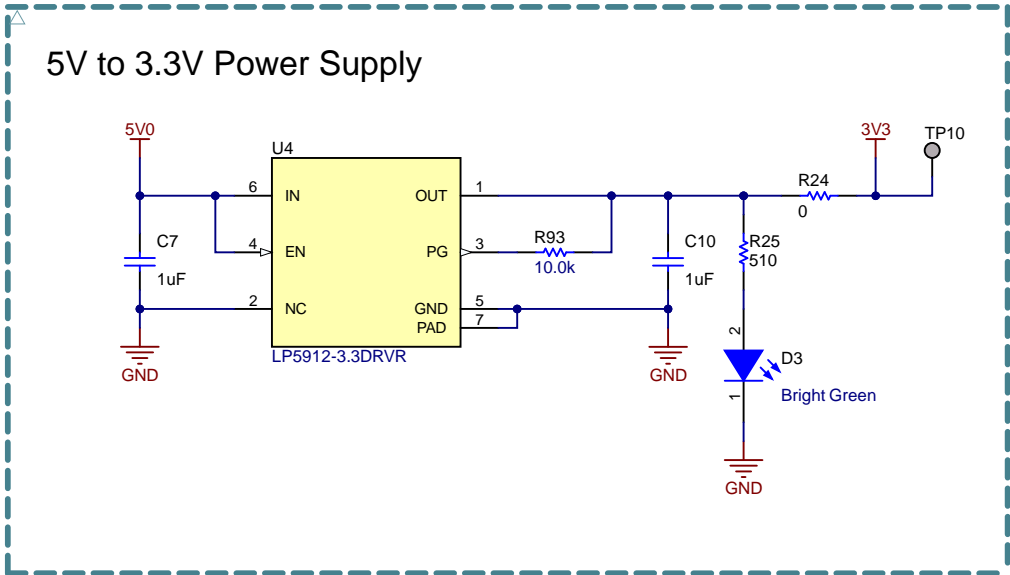 5V to 3.3V Power Supply
5V0
3V3
TP10
U4
6
IN
OUT
1
R24
0
4
EN
PG
3
R93
10.0k
C7
1uF
C10
1uF
R25
510
2
NC
GND
5
PAD
7
LP5912-3.3DRVR
GND
GND
2
D3
1
Bright Green
GND